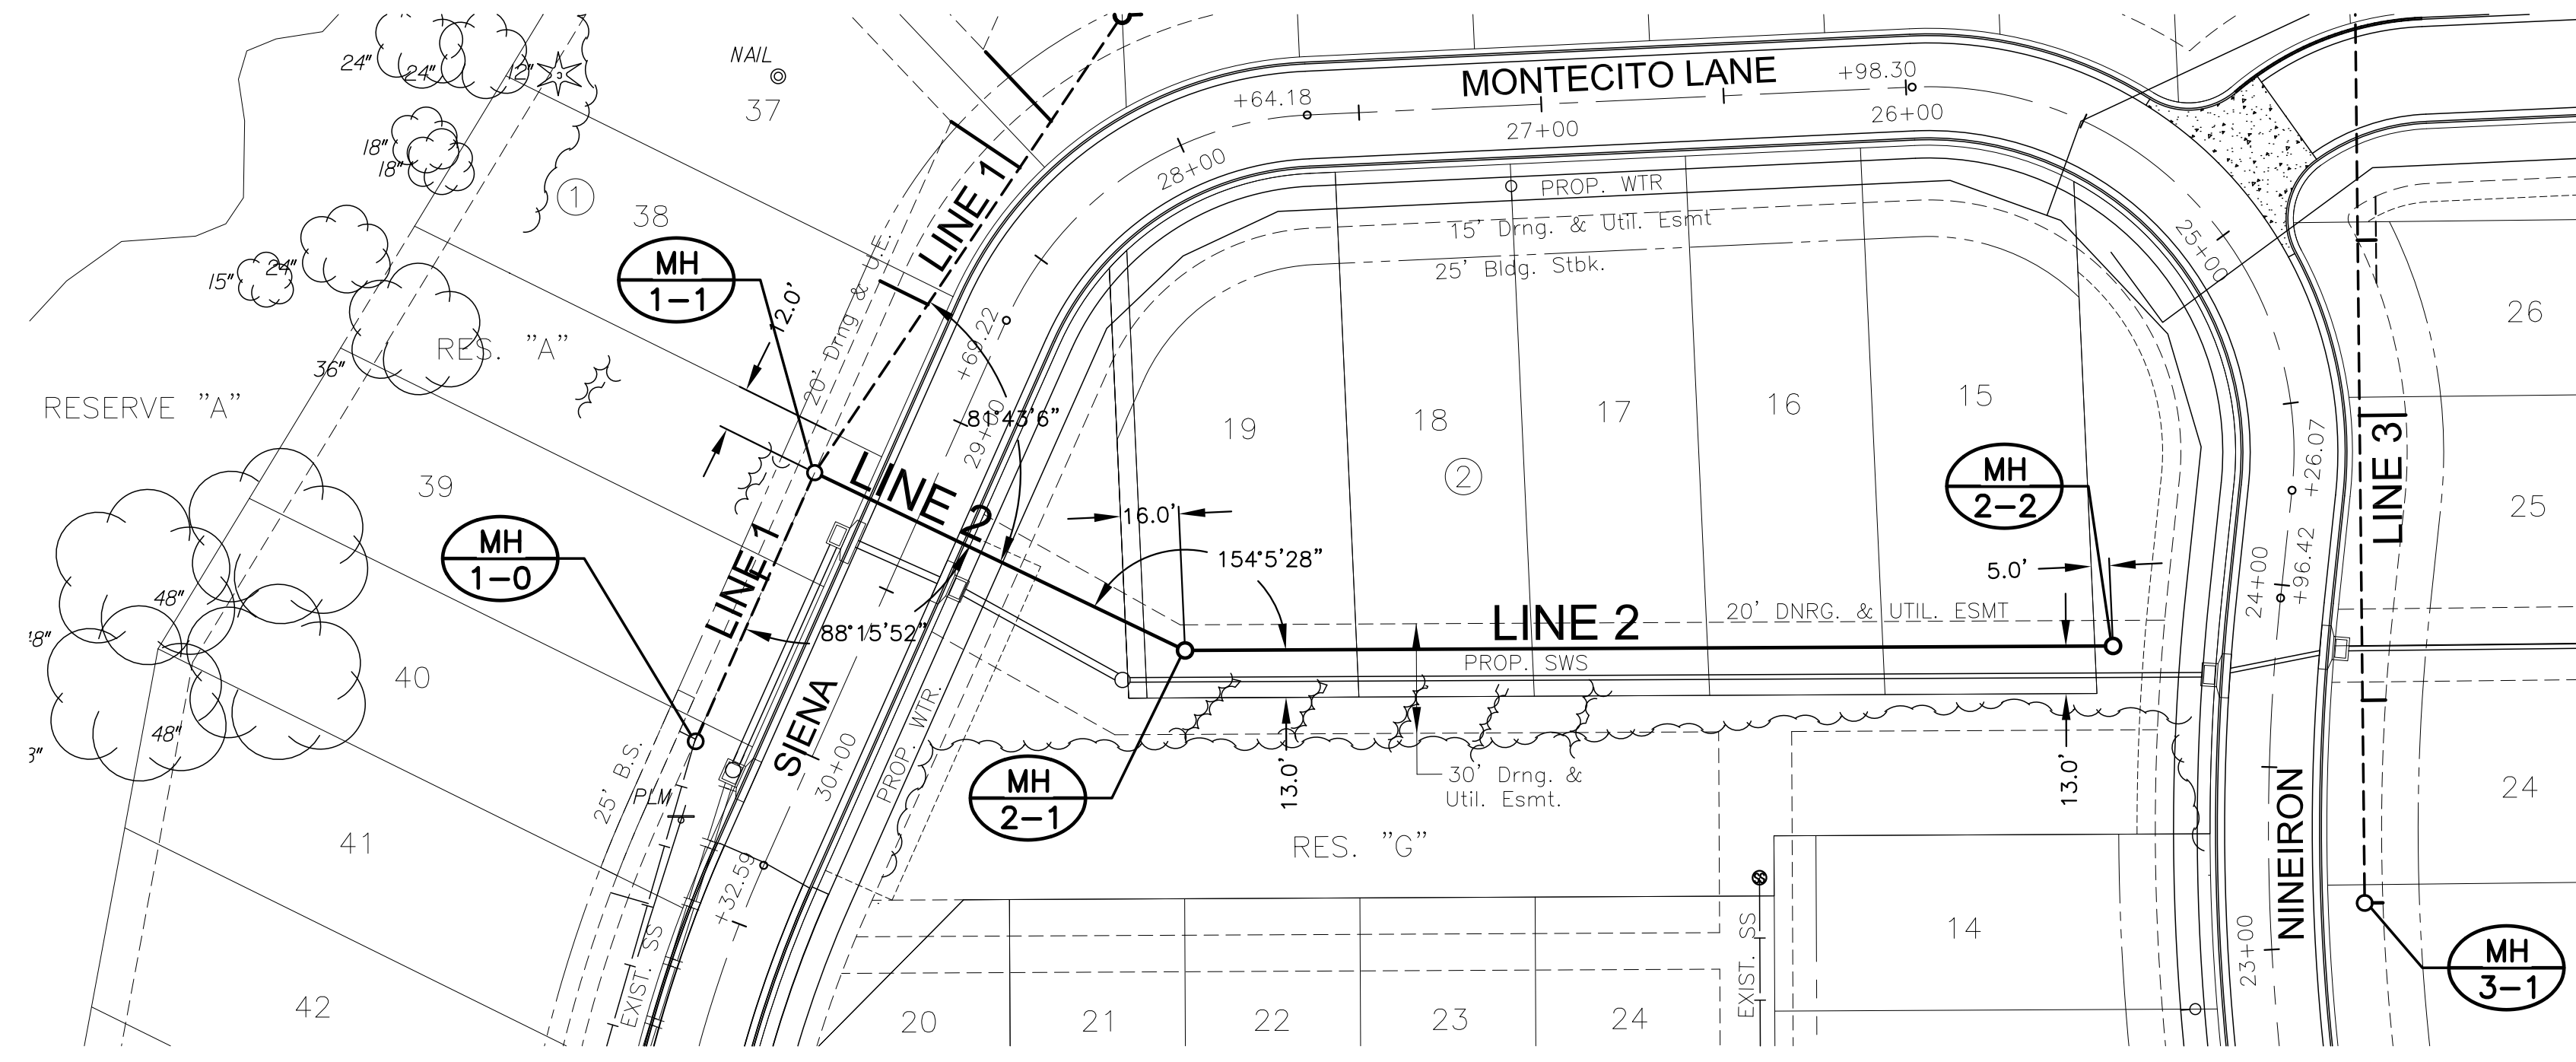 24"
24"
2"
NAIL
37
18"
18"
1
38
15"
24"
36"
RES. "A"
RESERVE "A"
MH
1-1
12.0'
20' Drng & U.E.
LINE 1
+64.18
MONTECITO LANE
+98.30
28+00
27+00
26+00
25+00
PROP. WTR
15' Drng. & Util. Esmt
25' Bldg. Stbk.
+69.22
81°43'6"
29+00
19
18
17
16
15
2
26
39
LINE 2
16.0'
154°5'28"
MH
2-2
5.0'
+26.07
LINE 3
25
MH
1-0
48"
18"
LINE 1
88°15'52"
LINE 2
20' DNRG. & UTIL. ESMT
PROP. SWS
24+00
+96.42
40
48"
3"
SIENA
PROP. WTR.
30+00
25' B.S.
PLM
MH
2-1
13.0'
30' Drng. &
Util. Esmt.
13.0'
NINEIRON
24
41
RES. "G"
+32.59
EXIST. SS
EXIST. SS
14
23+00
MH
3-1
42
20
21
22
23
24